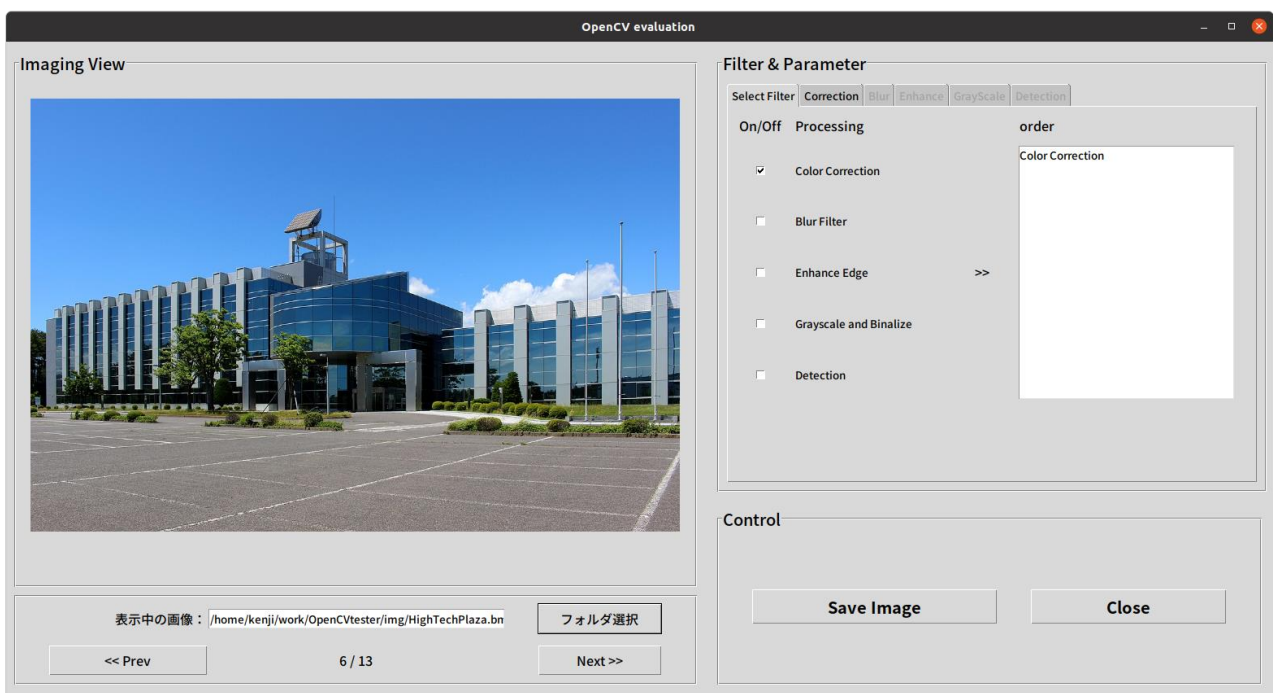 OpenCV evaluation
Imaging View
表示中の画像： /home/kenji/work/OpenCVtester/img/HighTechPlaza.bm
フォルダ選択
<< Prev
6 / 13
Next >>
Filter & Parameter
Select Filter Correction Blur Enhance GrayScale Detection
On/Off Processing order
Color Correction
Color Correction
Blur Filter
Enhance Edge >>
Grayscale and Binalize
Detection
Control
Save Image
Close